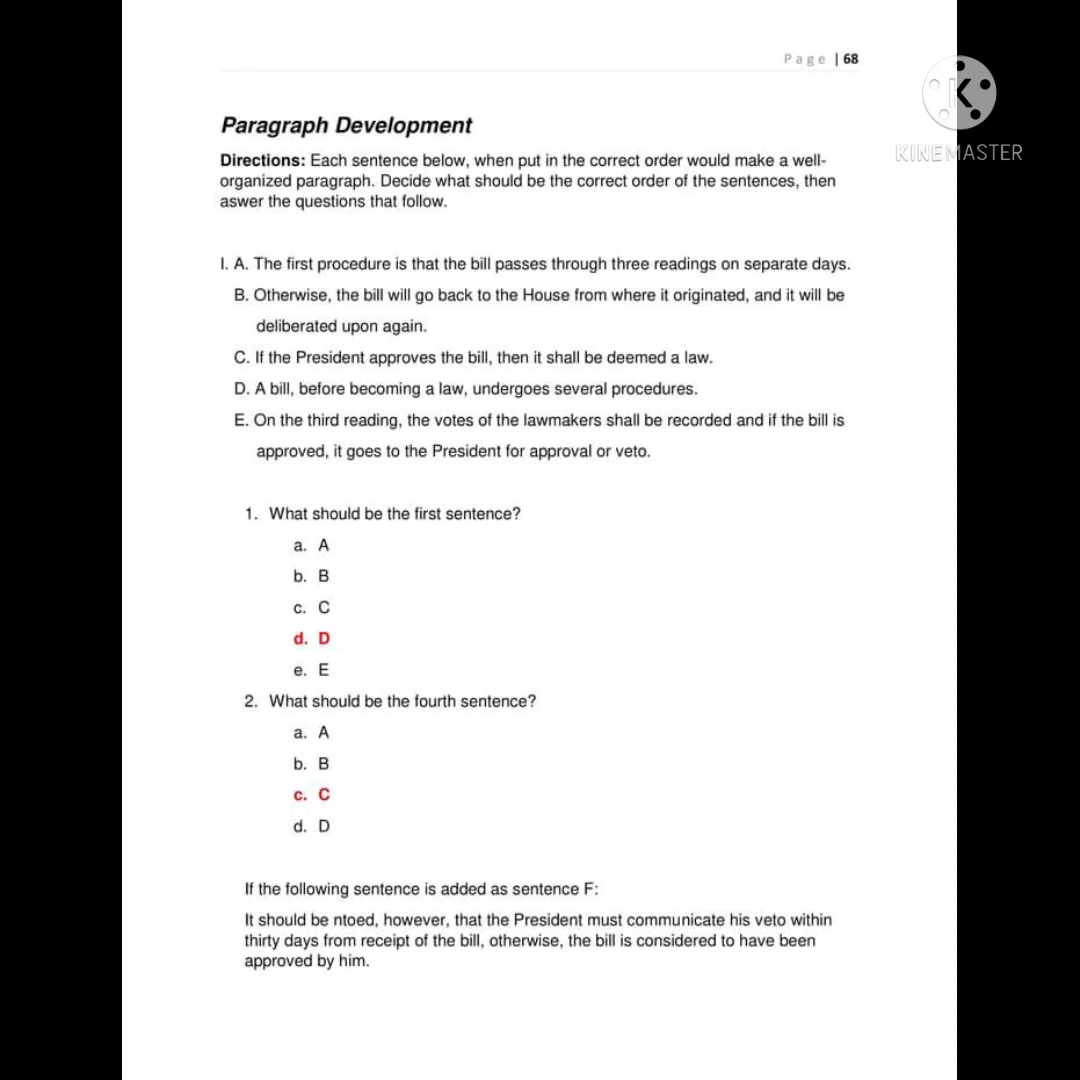 Page | 68
KINEMASTER
Paragraph Development
Directions: Each sentence below, when put in the correct order would make a well-
organized paragraph. Decide what should be the correct order of the sentences, then
aswer the questions that follow.
I. A. The first procedure is that the bill passes through three readings on separate days.
B. Otherwise, the bill will go back to the House from where it originated, and it will be
deliberated upon again.
C. If the President approves the bill, then it shall be deemed a law.
D. A bill, before becoming a law, undergoes several procedures.
E. On the third reading, the votes of the lawmakers shall be recorded and if the bill is
approved, it goes to the President for approval or veto.
1. What should be the first sentence?
a. A
b. B
c. C
d. D
e. E
2. What should be the fourth sentence?
a. A
b. B
c. C
d. D
If the following sentence is added as sentence F:
It should be ntoed, however, that the President must communicate his veto within
thirty days from receipt of the bill, otherwise, the bill is considered to have been
approved by him.